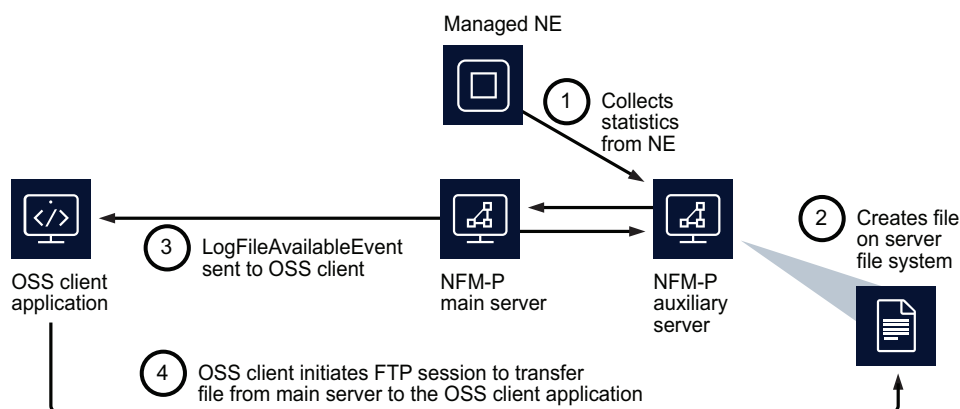 Managed NE
1
Collects
statistics
from NE
</>
2
Creates file
on server
file system
3
LogFileAvailableEvent
sent to OSS client
OSS client
application
NFM-P
main server
NFM-P
auxiliary
server
4
OSS client initiates FTP session to transfer
file from main server to the OSS client application